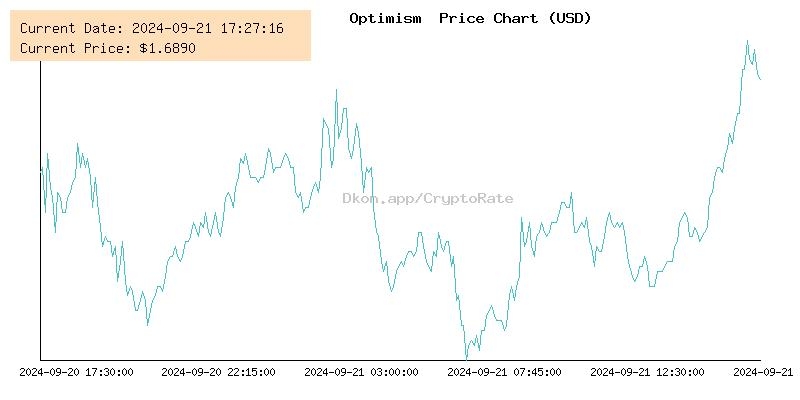 Optimism  Price Chart (USD)
Current Date: 2024-09-21 17:27:16
Current Price: $1.6890
Dkon.app/CryptoRate
2024-09-20 17:30:00 2024-09-20 22:15:00 2024-09-21 03:00:00 2024-09-21 07:45:00 2024-09-21 12:30:00 2024-09-21